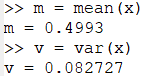 >> m = mean(x)
m = 0.4993
>> v = var(x)
v = 0.082727